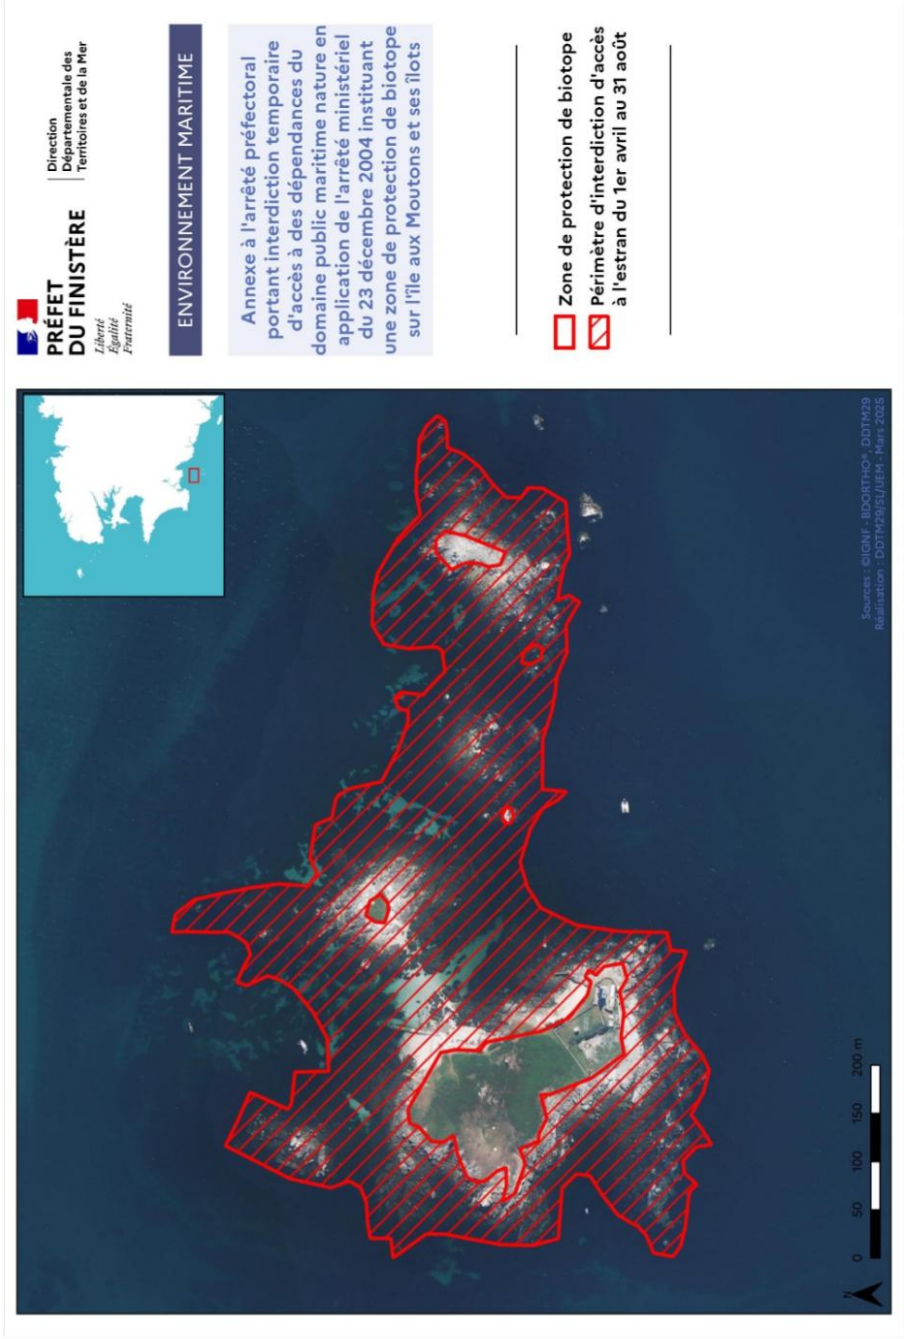 PRÉFET
DU FINISTÈRE
Liberté
Égalité
Fraternité
Direction
Départementale des
Territoires et de la Mer
ENVIRONNEMENT MARITIME
Annexe à l'arrêté préfectoral
portant interdiction temporaire
d'accès à des dépendances du
domaine public maritime nature en
application de l'arrêté ministériel
du 23 décembre 2004 instituant
une zone de protection de biotope
sur l'île aux Moutons et ses îlots
Zone de protection de biotope
Périmètre d'interdiction d'accès
à l'estran du 1er avril au 31 août
Sources : ©IGNF - BDORTHO®, DDTM29
Réalisation : DDTM29/SL/UEM - Mars 2025
N
0 50 100 150 200 m